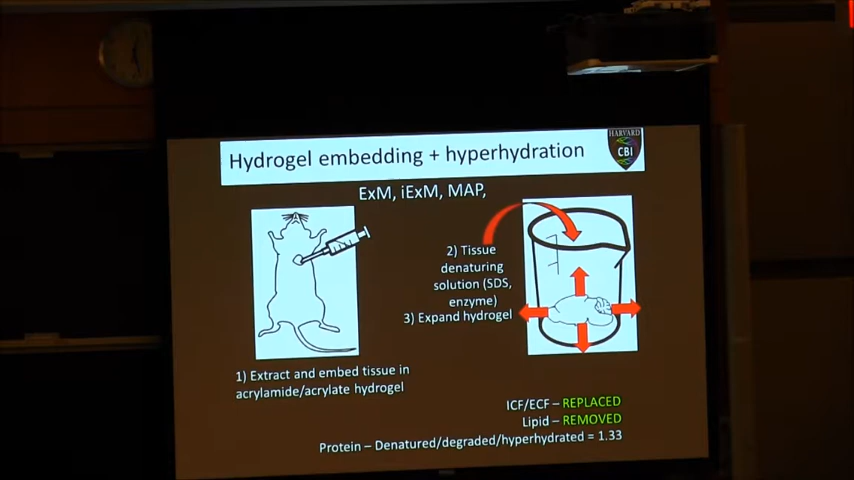 HARVARD
CBI
Hydrogel embedding + hyperhydration
ExM, iExM, MAP,
2) Tissue
denaturing
solution (SDS,
enzyme)
3) Expand hydrogel
1) Extract and embed tissue in
acrylamide/acrylate hydrogel
ICF/ECF – REPLACED
Lipid – REMOVED
Protein – Denatured/degraded/hyperhydrated = 1.33